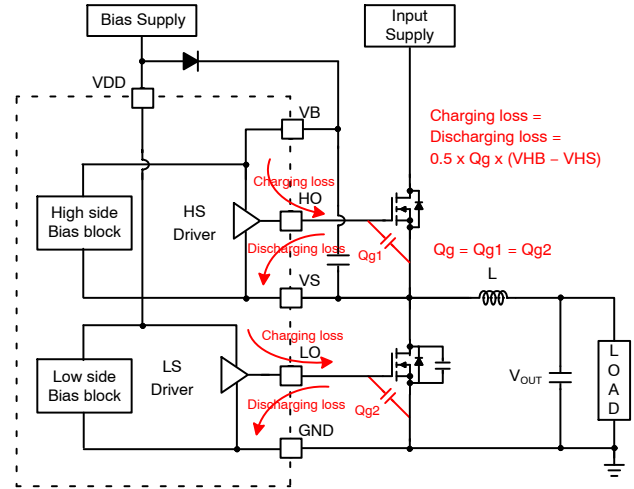 Bias Supply
Input
Supply
VDD
VB
Charging loss =
Discharging loss =
0.5 x Qg x (VHB − VHS)
Charging loss
HO
High side
Bias block
HS
Driver
Discharging loss
Qg1
Qg = Qg1 = Qg2
VS
L
Charging loss
LO
Low side
Bias block
LS
Driver
Discharging loss
Qg2
VOUT
LOAD
GND